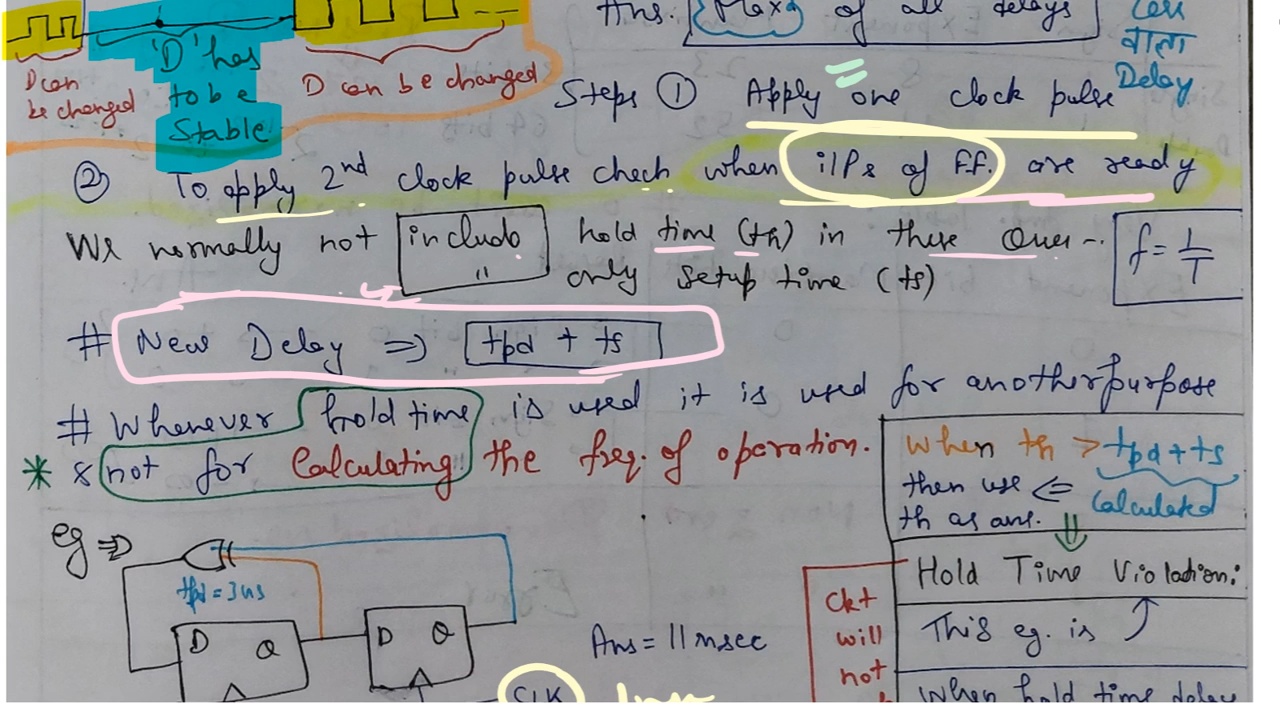 Ans. {Max} of all delays
Less
वाला
Delay
'D' has
to be
Stable
D can
be changed
D can be changed
Steps ① Apply one clock pulse
② To apply 2nd clock pulse check when i/Ps of F.F. are ready
We normally not include hold time (th) in these Ques -..
" only setup time (ts)
f = 1/T
# New Delay => tpd + ts
# Whenever hold time is used it is used for another purpose
* & not for Calculating the freq. of operation.
When th > tpd + ts
then use <= Calculated
th as ans.
Hold Time Violation:
This eg. is
When hold time delay
Ckt
will
not
eg =>
tpd = 3ns
D Q
D Q
Ans = 11 nsec
CLK